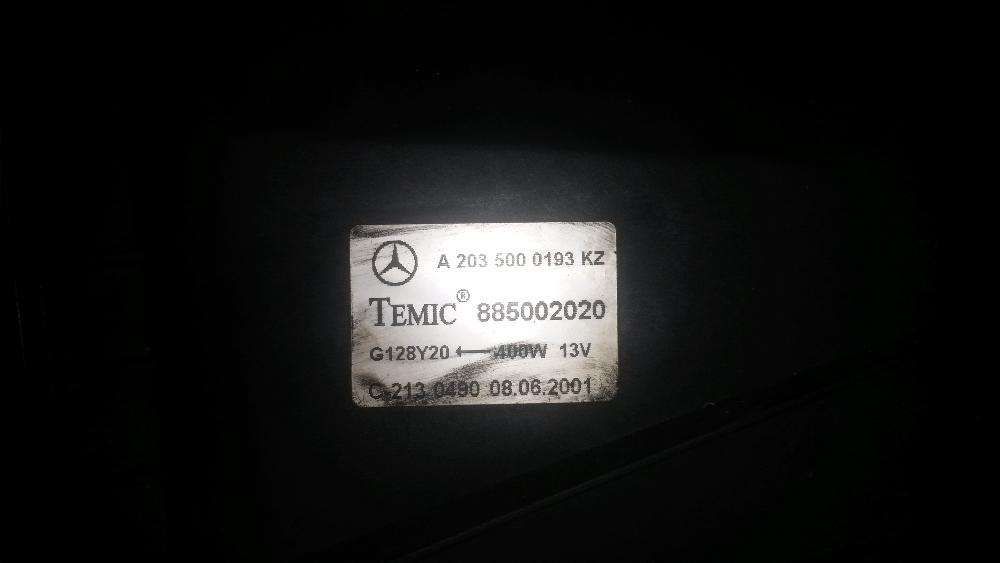 A 203 500 0193 KZ
TEMIC® 885002020
G128Y20 ← 400W 13V
C-213 0490 08.06.2001